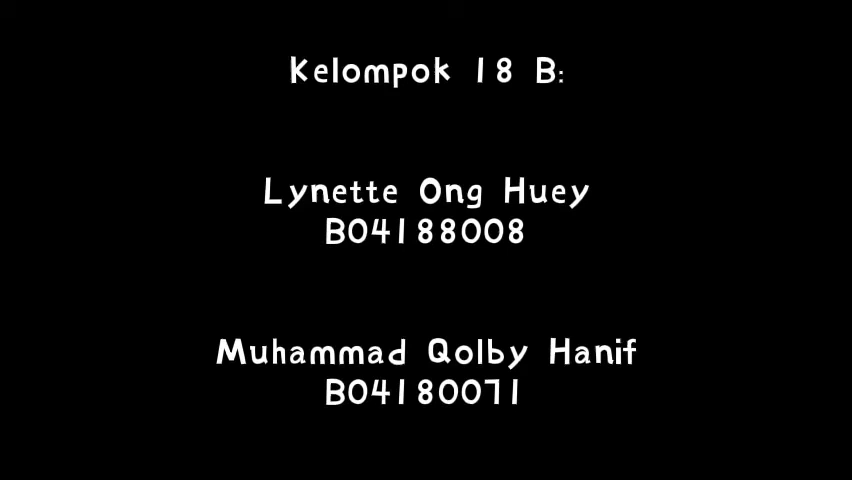 Kelompok 18 B:
Lynette Ong Huey
B04188008
Muhammad Qolby Hanif
B04180071